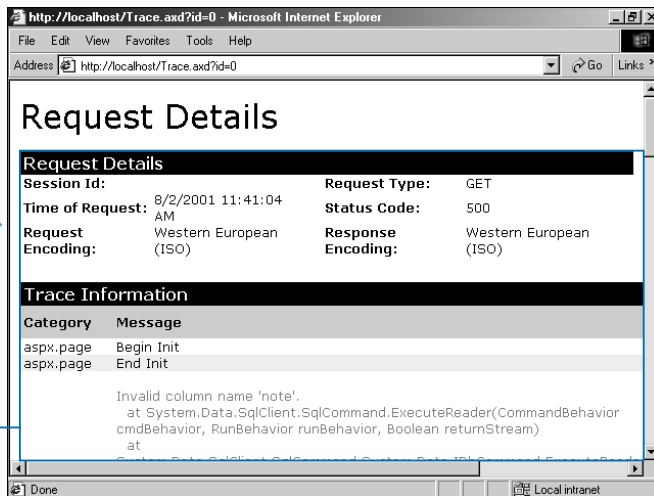 http://localhost/Trace.axd?id=0 - Microsoft Internet Explorer
File Edit View Favorites Tools Help
Address http://localhost/Trace.axd?id=0 Go Links
Request Details
Request Details
Session Id: Request Type: GET
Time of Request: 8/2/2001 11:41:04 AM Status Code: 500
Request Encoding: Western European (ISO) Response Encoding: Western European (ISO)
Trace Information
Category Message
aspx.page Begin Init
aspx.page End Init
Invalid column name 'note'.
at System.Data.SqlClient.SqlCommand.ExecuteReader(CommandBehavior
cmdBehavior, RunBehavior runBehavior, Boolean returnStream)
at
Done Local intranet